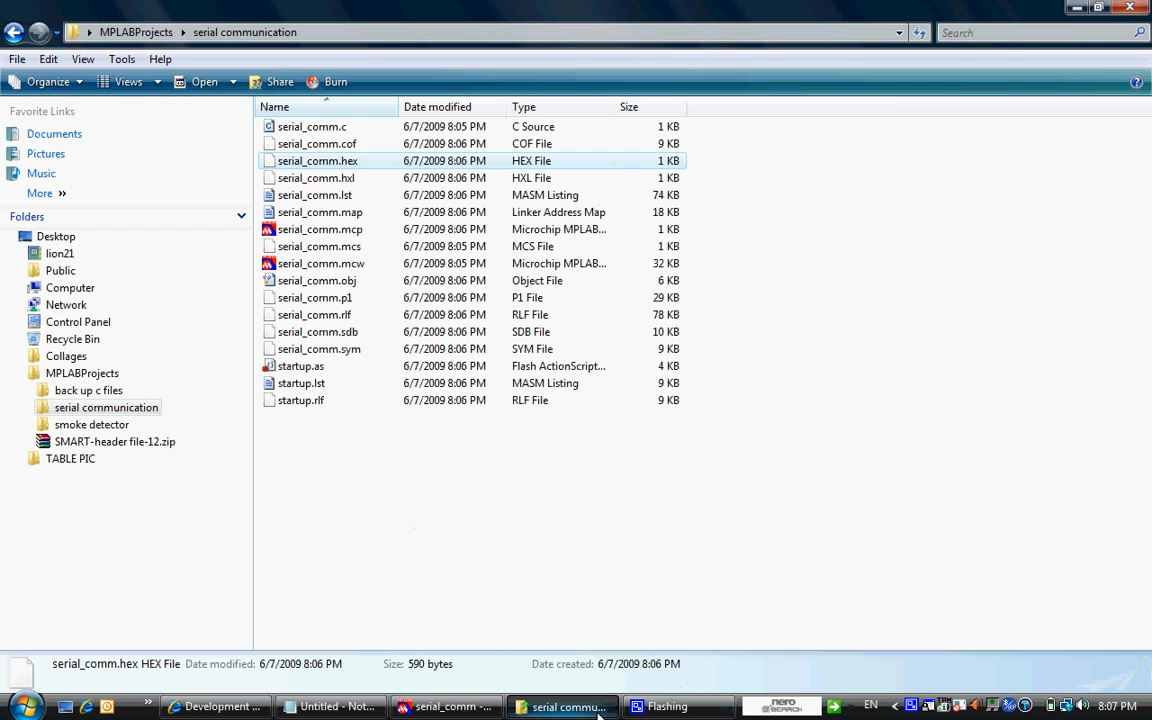 MPLABProjects serial communication
Search
File Edit View Tools Help
Organize Views Open Share Burn
Favorite Links
Documents
Pictures
Music
More »
Folders
Desktop
lion21
Public
Computer
Network
Control Panel
Recycle Bin
Collages
MPLABProjects
back up c files
serial communication
smoke detector
SMART-header file-12.zip
TABLE PIC
Name Date modified Type Size
serial_comm.c 6/7/2009 8:05 PM C Source 1 KB
serial_comm.cof 6/7/2009 8:06 PM COF File 9 KB
serial_comm.hex 6/7/2009 8:06 PM HEX File 1 KB
serial_comm.hxl 6/7/2009 8:06 PM HXL File 1 KB
serial_comm.lst 6/7/2009 8:06 PM MASM Listing 74 KB
serial_comm.map 6/7/2009 8:06 PM Linker Address Map 18 KB
serial_comm.mcp 6/7/2009 8:06 PM Microchip MPLAB... 1 KB
serial_comm.mcs 6/7/2009 8:05 PM MCS File 1 KB
serial_comm.mcw 6/7/2009 8:05 PM Microchip MPLAB... 32 KB
serial_comm.obj 6/7/2009 8:06 PM Object File 6 KB
serial_comm.p1 6/7/2009 8:06 PM P1 File 29 KB
serial_comm.rlf 6/7/2009 8:06 PM RLF File 78 KB
serial_comm.sdb 6/7/2009 8:06 PM SDB File 10 KB
serial_comm.sym 6/7/2009 8:06 PM SYM File 9 KB
startup.as 6/7/2009 8:06 PM Flash ActionScript... 4 KB
startup.lst 6/7/2009 8:06 PM MASM Listing 9 KB
startup.rlf 6/7/2009 8:06 PM RLF File 9 KB
serial_comm.hex HEX File Date modified: 6/7/2009 8:06 PM Size: 590 bytes Date created: 6/7/2009 8:06 PM
» Development ... Untitled - Not... serial_comm -... serial commu... Flashing nero SEARCH EN 8:07 PM